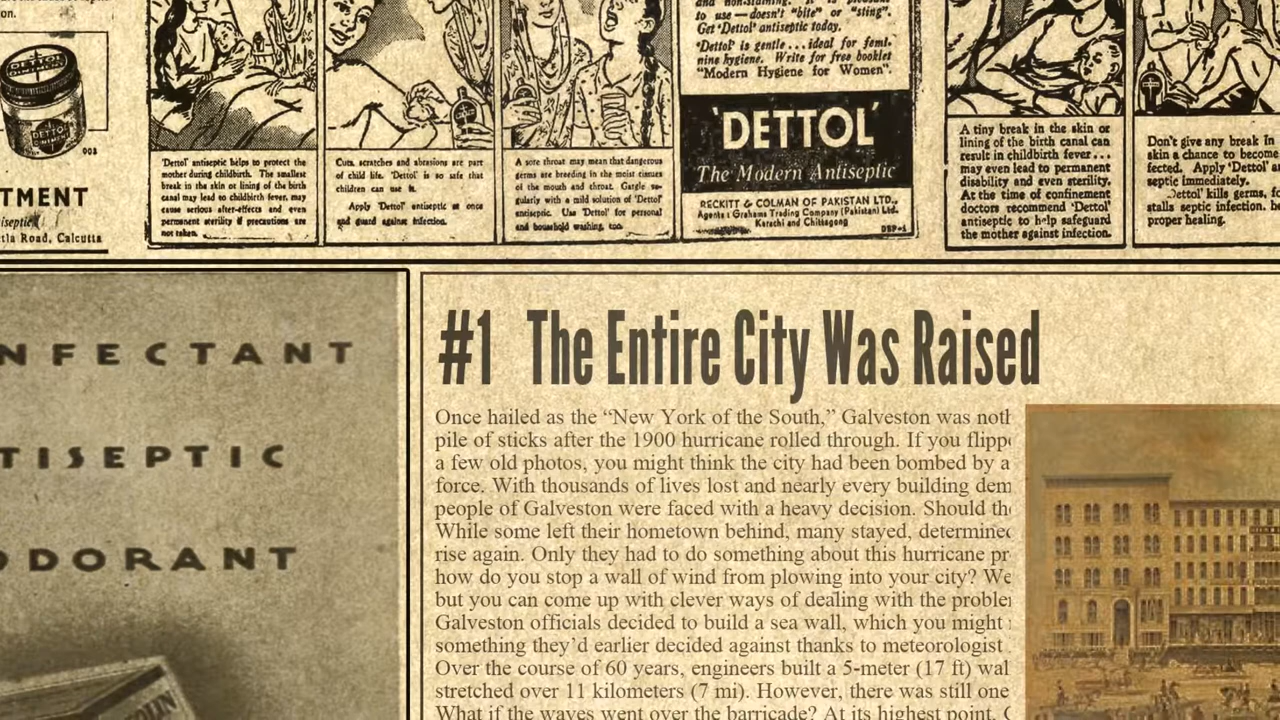 on.
DETTOL
OINTMENT
003
TMENT
iseptic
tla Road, Calcutta
'Dettol' antiseptic helps to protect the
mother during childbirth. The smallest
break in the skin or lining of the birth
canal may lead to childbirth fever, may
cause serious after-effects and even
permanent sterility if precautions are
not taken.
Cuts, scratches and abrasions are part
of child life. 'Dettol' is so safe that
children can use it.
Apply 'Dettol' antiseptic at once
and guard against infection.
A sore throat may mean that dangerous
germs are breeding in the moist tissues
of the mouth and throat. Gargle re-
gularly with a mild solution of 'Dettol'
antiseptic. Use 'Dettol' for personal
and household washing, too.
and non-staining. It is pleasant
to use — doesn't "bite" or "sting".
Get 'Dettol' antiseptic today.
'Dettol' is gentle... ideal for femi-
nine hygiene. Write for free booklet
"Modern Hygiene for Women".
'DETTOL'
The Modern Antiseptic
RECKITT & COLMAN OF PAKISTAN LTD.,
Agents : Grahams Trading Company (Pakistan) Ltd.
Karachi and Chittagong
DSP-1
A tiny break in the skin or
lining of the birth canal can
result in childbirth fever...
may even lead to permanent
disability and even sterility.
At the time of confinement
doctors recommend 'Dettol'
antiseptic to help safeguard
the mother against infection.
Don't give any break in
skin a chance to become
fected. Apply 'Dettol' a
septic immediately.
'Dettol' kills germs, fo
stalls septic infection, he
proper healing.
NFECTANT
TISEPTIC
ODORANT
#1 The Entire City Was Raised
Once hailed as the “New York of the South,” Galveston was noth
pile of sticks after the 1900 hurricane rolled through. If you flippe
a few old photos, you might think the city had been bombed by a
force. With thousands of lives lost and nearly every building dem
people of Galveston were faced with a heavy decision. Should the
While some left their hometown behind, many stayed, determined
rise again. Only they had to do something about this hurricane pr
how do you stop a wall of wind from plowing into your city? We
but you can come up with clever ways of dealing with the problem
Galveston officials decided to build a sea wall, which you might
something they’d earlier decided against thanks to meteorologist
Over the course of 60 years, engineers built a 5-meter (17 ft) wal
stretched over 11 kilometers (7 mi). However, there was still one
What if the waves went over the barricade? At its highest point,